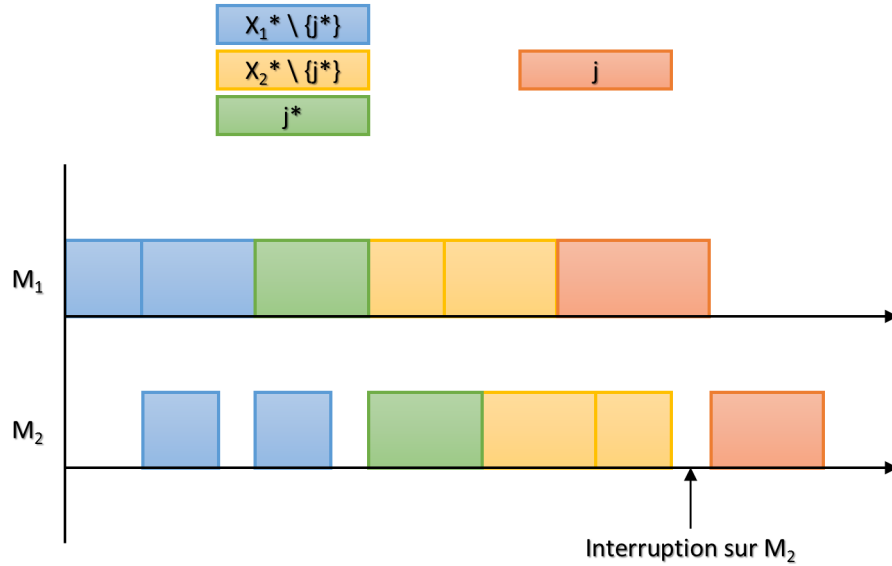 X₁* \ {j*}
X₂* \ {j*}
j
j*
M₁
M₂
Interruption sur M₂